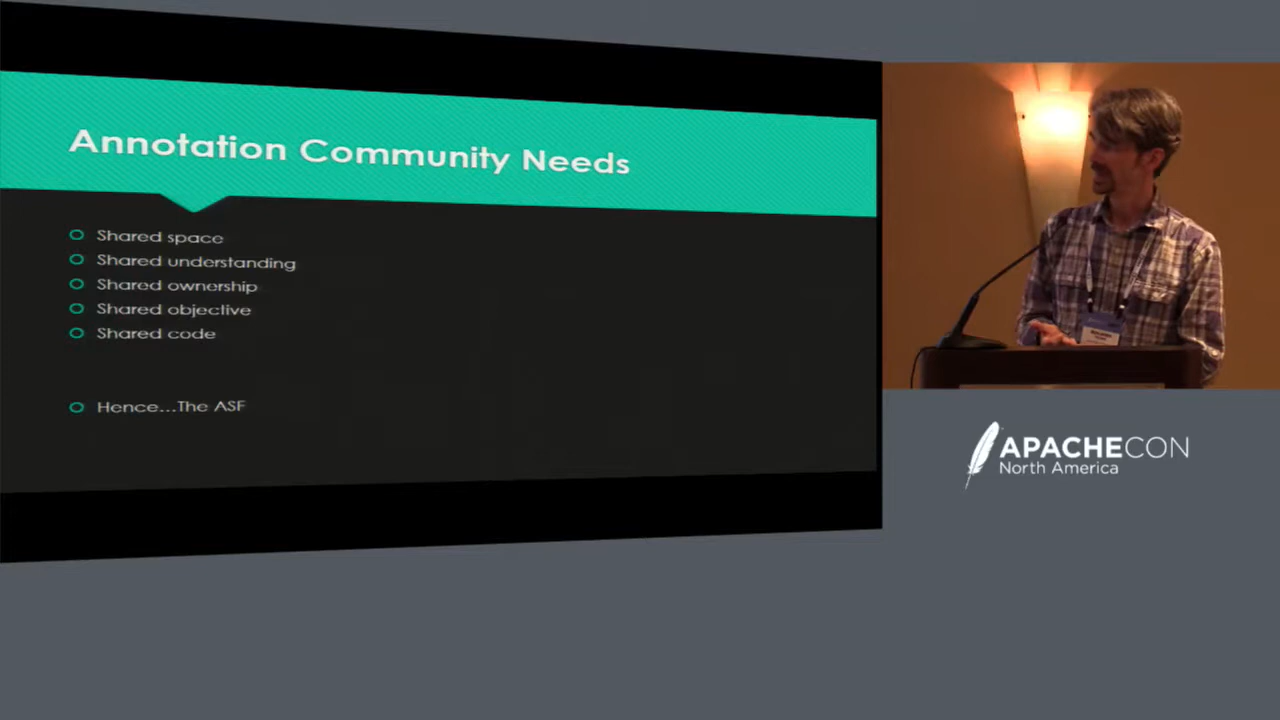 Annotation Community Needs
Shared space
Shared understanding
Shared ownership
Shared objective
Shared code
Hence...The ASF
APACHECON
North America